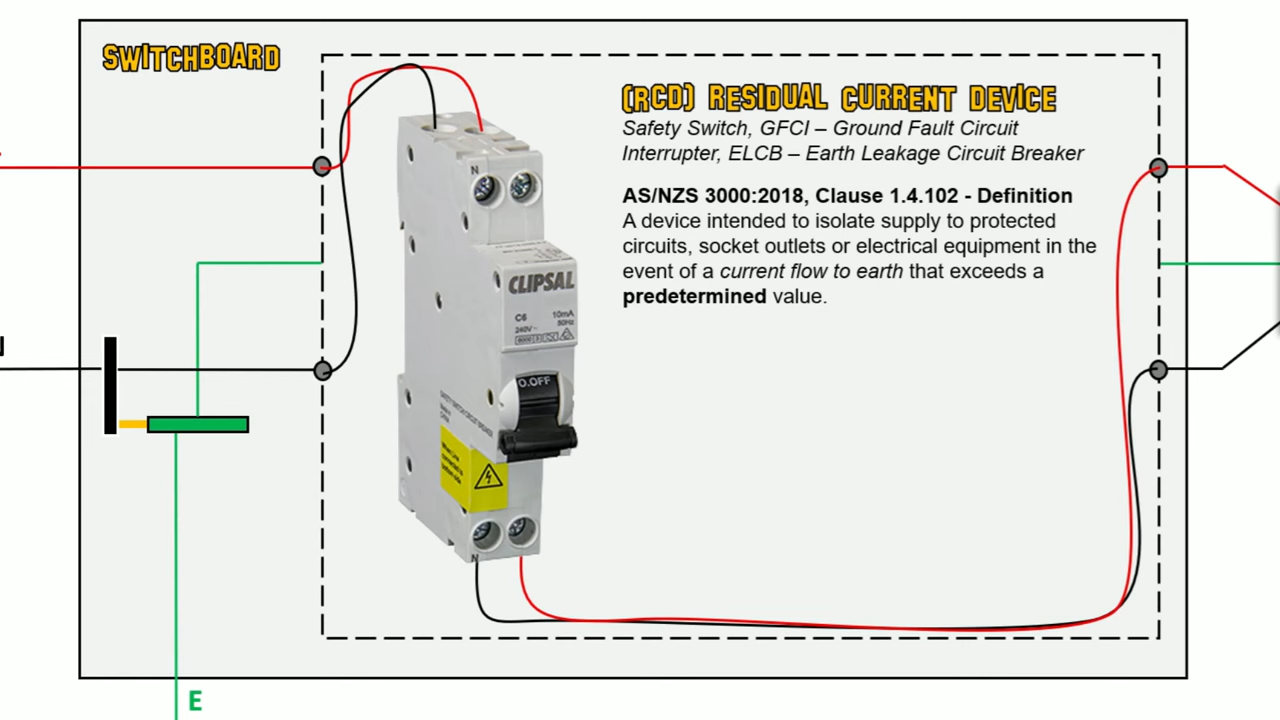 SWITCHBOARD
(RCD) RESIDUAL CURRENT DEVICE
Safety Switch, GFCI – Ground Fault Circuit
Interrupter, ELCB – Earth Leakage Circuit Breaker
AS/NZS 3000:2018, Clause 1.4.102 - Definition
A device intended to isolate supply to protected
circuits, socket outlets or electrical equipment in the
event of a current flow to earth that exceeds a
predetermined value.
N
CLIPSAL
C6 10mA
240V~ 50Hz
O.OFF
N
E